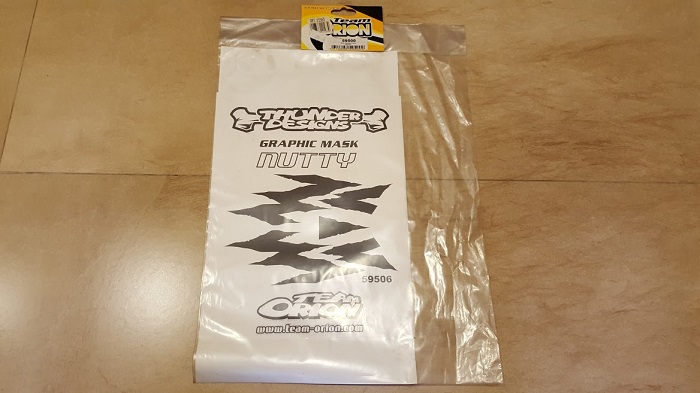 Team
ORION
THUNDER
DESIGNS
GRAPHIC MASK
NUTTY
59506
TEAM
ORION
www.team-orion.com